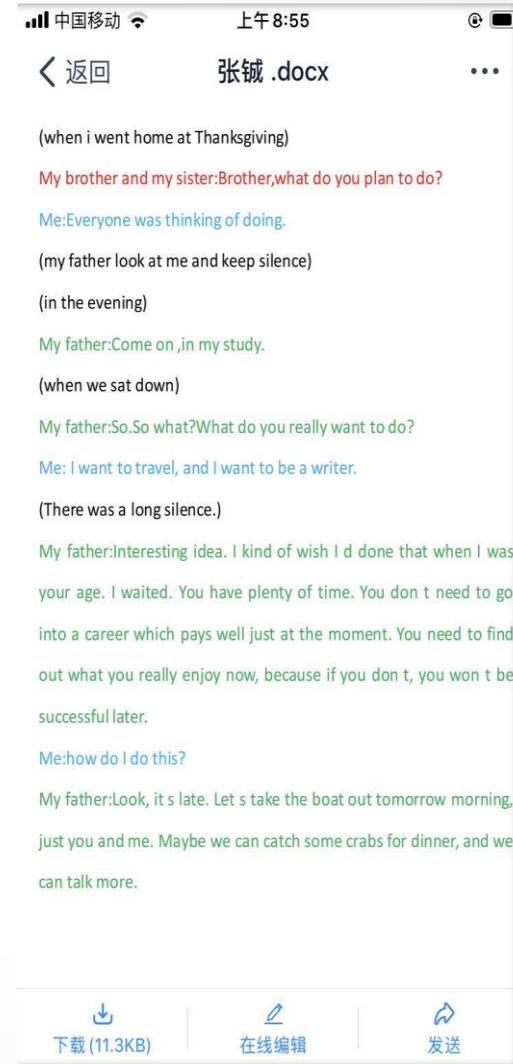 中国移动 上午8:55
返回 张铖 .docx
(when i went home at Thanksgiving)
My brother and my sister:Brother,what do you plan to do?
Me:Everyone was thinking of doing.
(my father look at me and keep silence)
(in the evening)
My father:Come on ,in my study.
(when we sat down)
My father:So.So what?What do you really want to do?
Me: I want to travel, and I want to be a writer.
(There was a long silence.)
My father:Interesting idea. I kind of wish I d done that when I was
your age. I waited. You have plenty of time. You don t need to go
into a career which pays well just at the moment. You need to find
out what you really enjoy now, because if you don t, you won t be
successful later.
Me:how do I do this?
My father:Look, it s late. Let s take the boat out tomorrow morning,
just you and me. Maybe we can catch some crabs for dinner, and we
can talk more.
下载(11.3KB) 在线编辑 发送